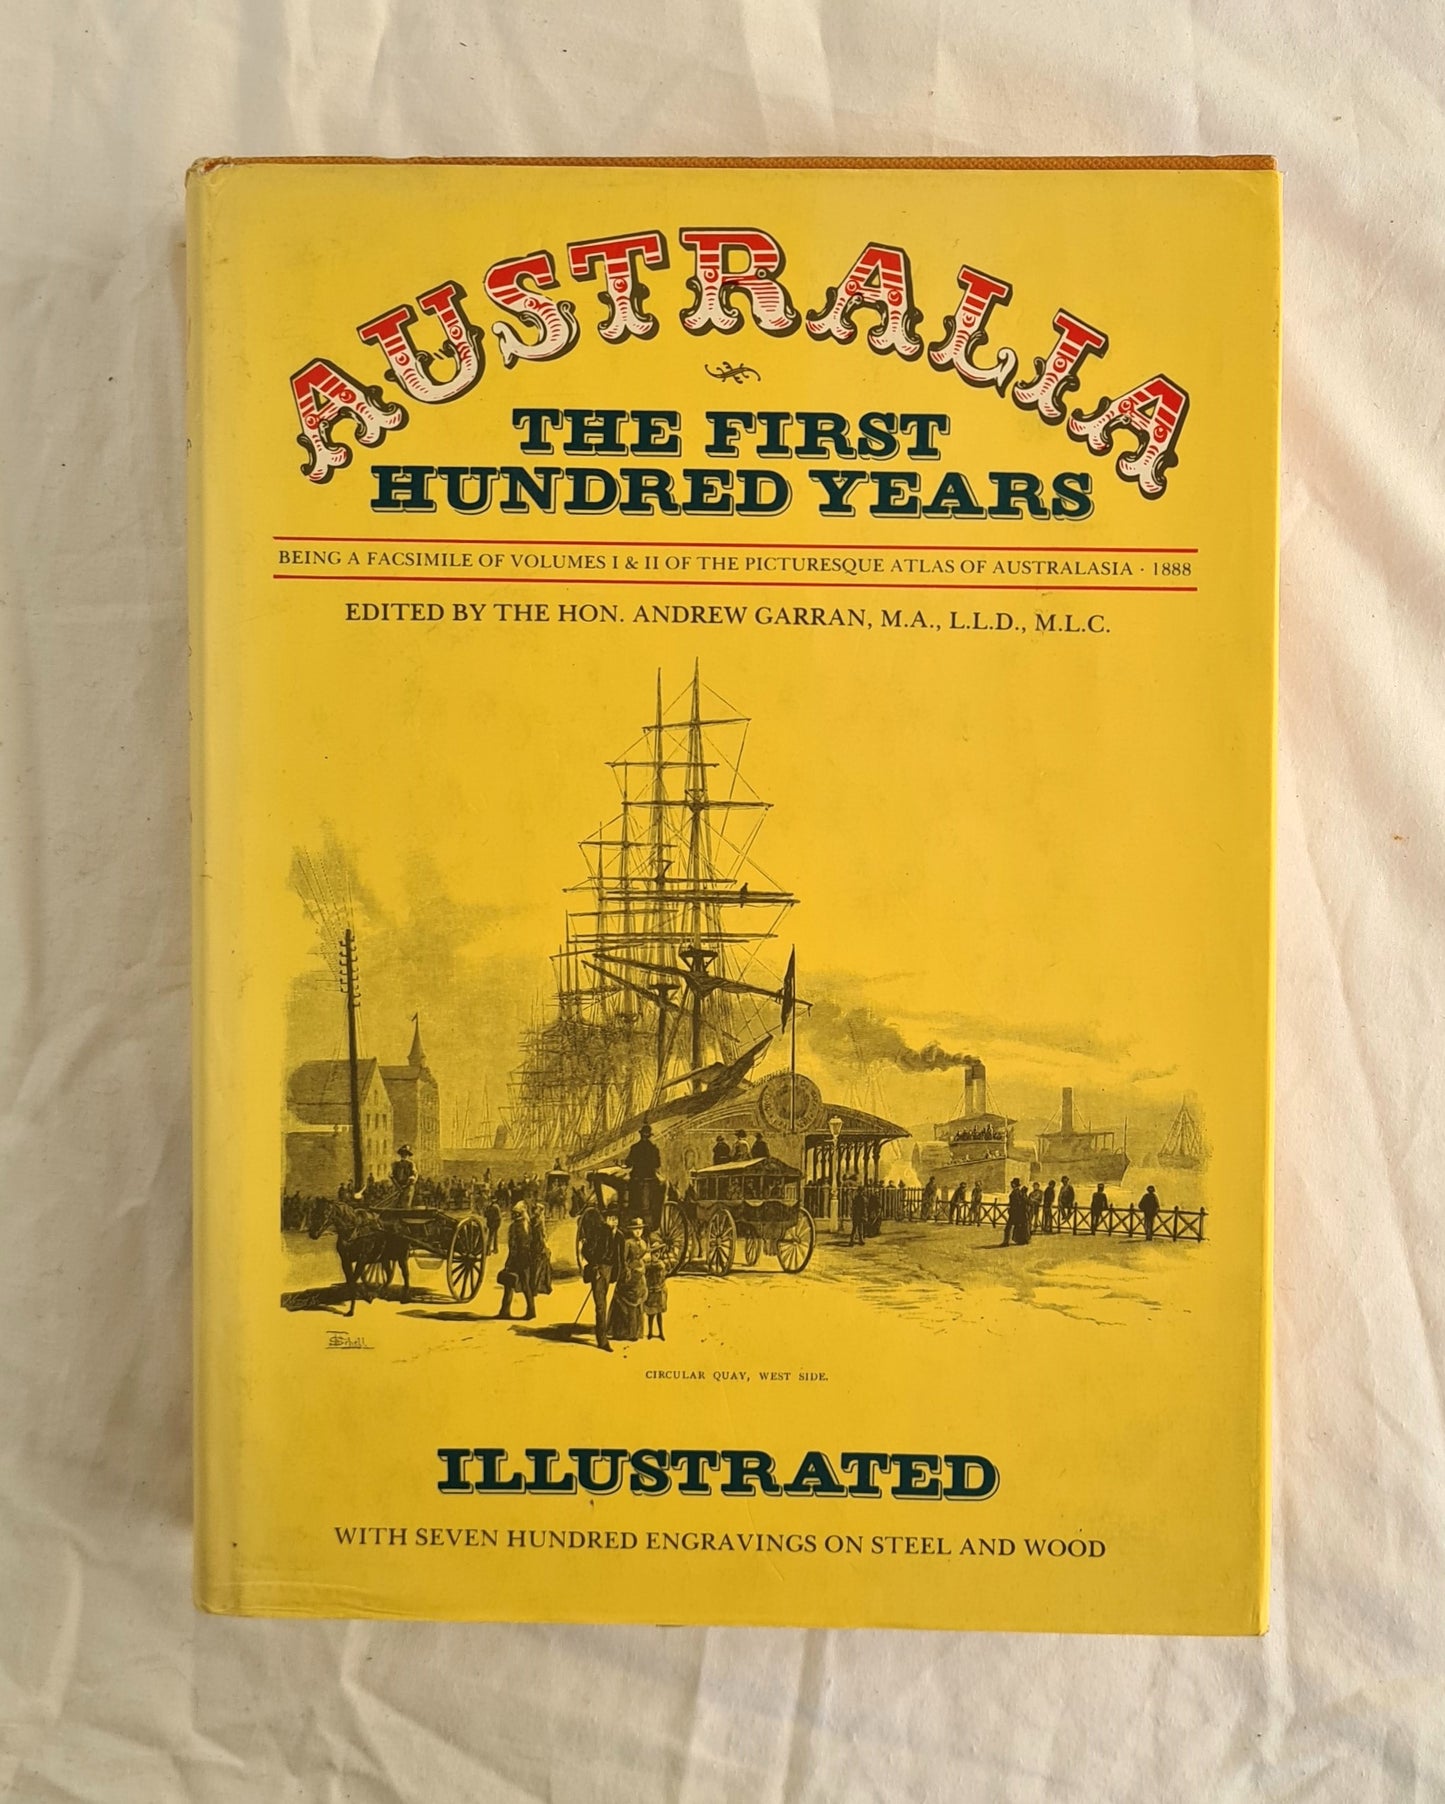 AUSTRALIA
THE FIRST
HUNDRED YEARS
BEING A FACSIMILE OF VOLUMES I & II OF THE PICTURESQUE ATLAS OF AUSTRALASIA · 1888
EDITED BY THE HON. ANDREW GARRAN, M.A., L.L.D., M.L.C.
Schell
CIRCULAR QUAY, WEST SIDE.
ILLUSTRATED
WITH SEVEN HUNDRED ENGRAVINGS ON STEEL AND WOOD